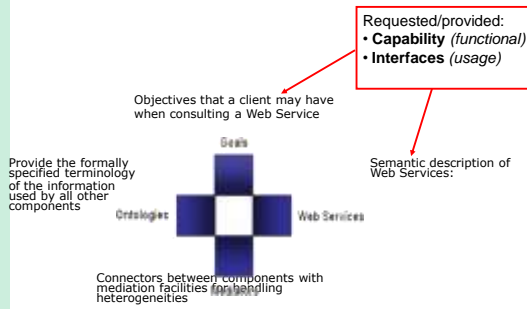 Requested/provided:
• Capability (functional)
• Interfaces (usage)
Objectives that a client may have
when consulting a Web Service
Goals
Provide the formally
specified terminology
of the information
used by all other
components
Semantic description of
Web Services:
Ontologies
Web Services
Connectors between components with
mediation facilities for handling
heterogeneities